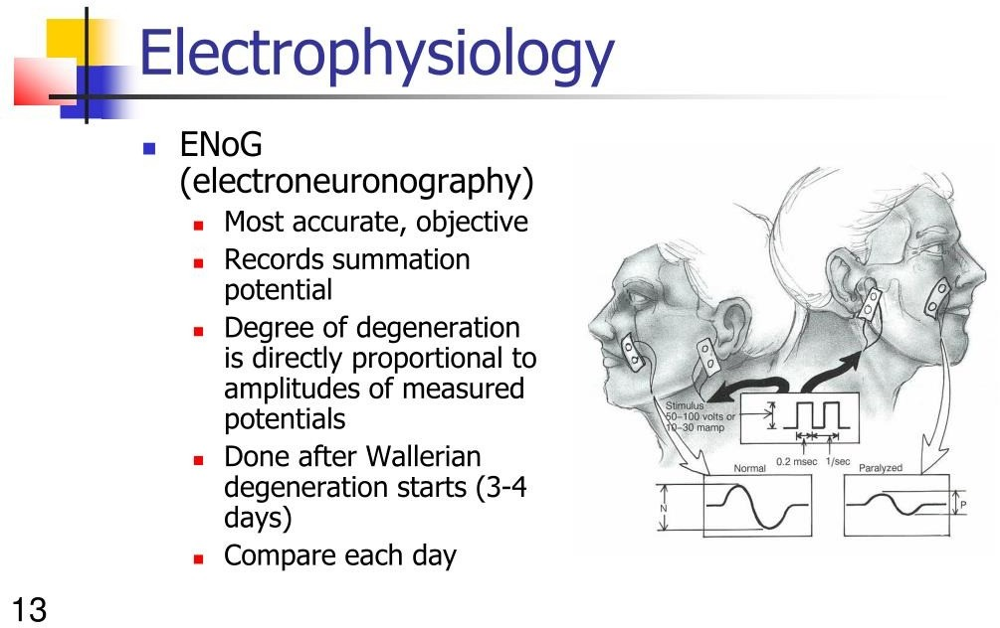 Electrophysiology
ENoG
(electroneuronography)
Most accurate, objective
Records summation
potential
Degree of degeneration
is directly proportional to
amplitudes of measured
potentials
Done after Wallerian
degeneration starts (3-4
days)
Compare each day
Stimulus
50–100 volts or
10–30 mamp
0.2 msec 1/sec
Normal
Paralyzed
N
P
13